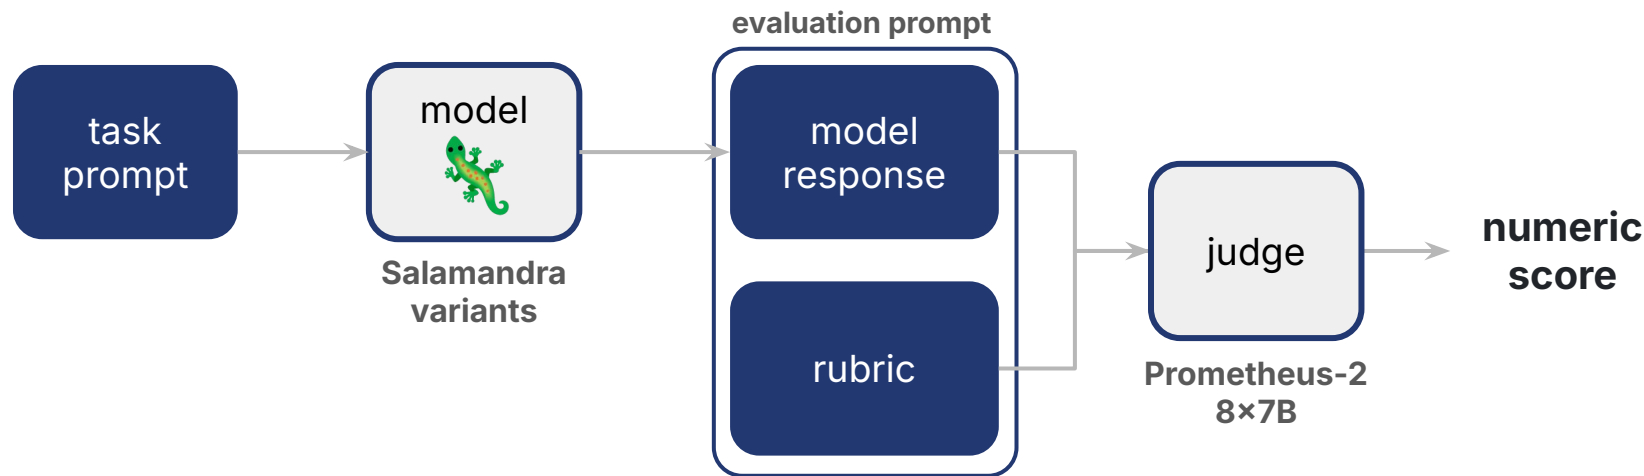 evaluation prompt
task
prompt
model
Salamandra
variants
model
response
rubric
judge
Prometheus-2
8×7B
numeric
score